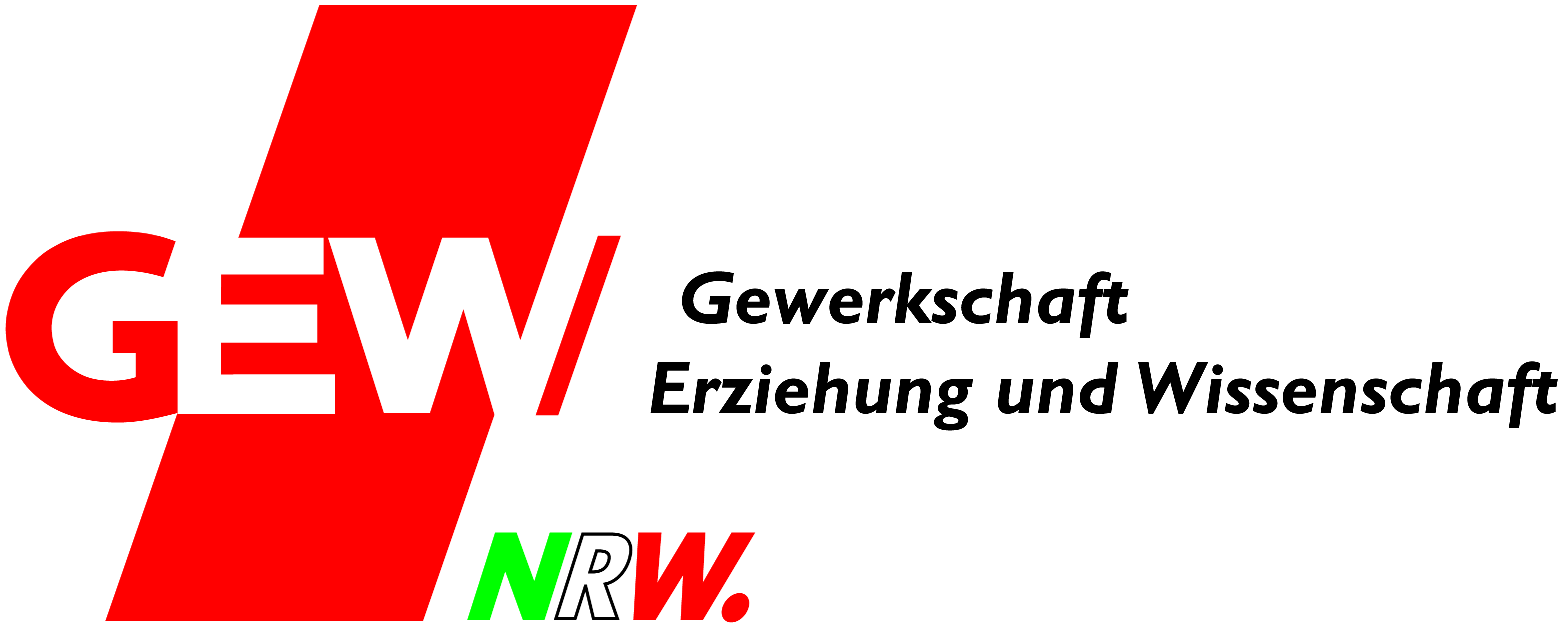 GEW
Gewerkschaft
Erziehung und Wissenschaft
NRW.